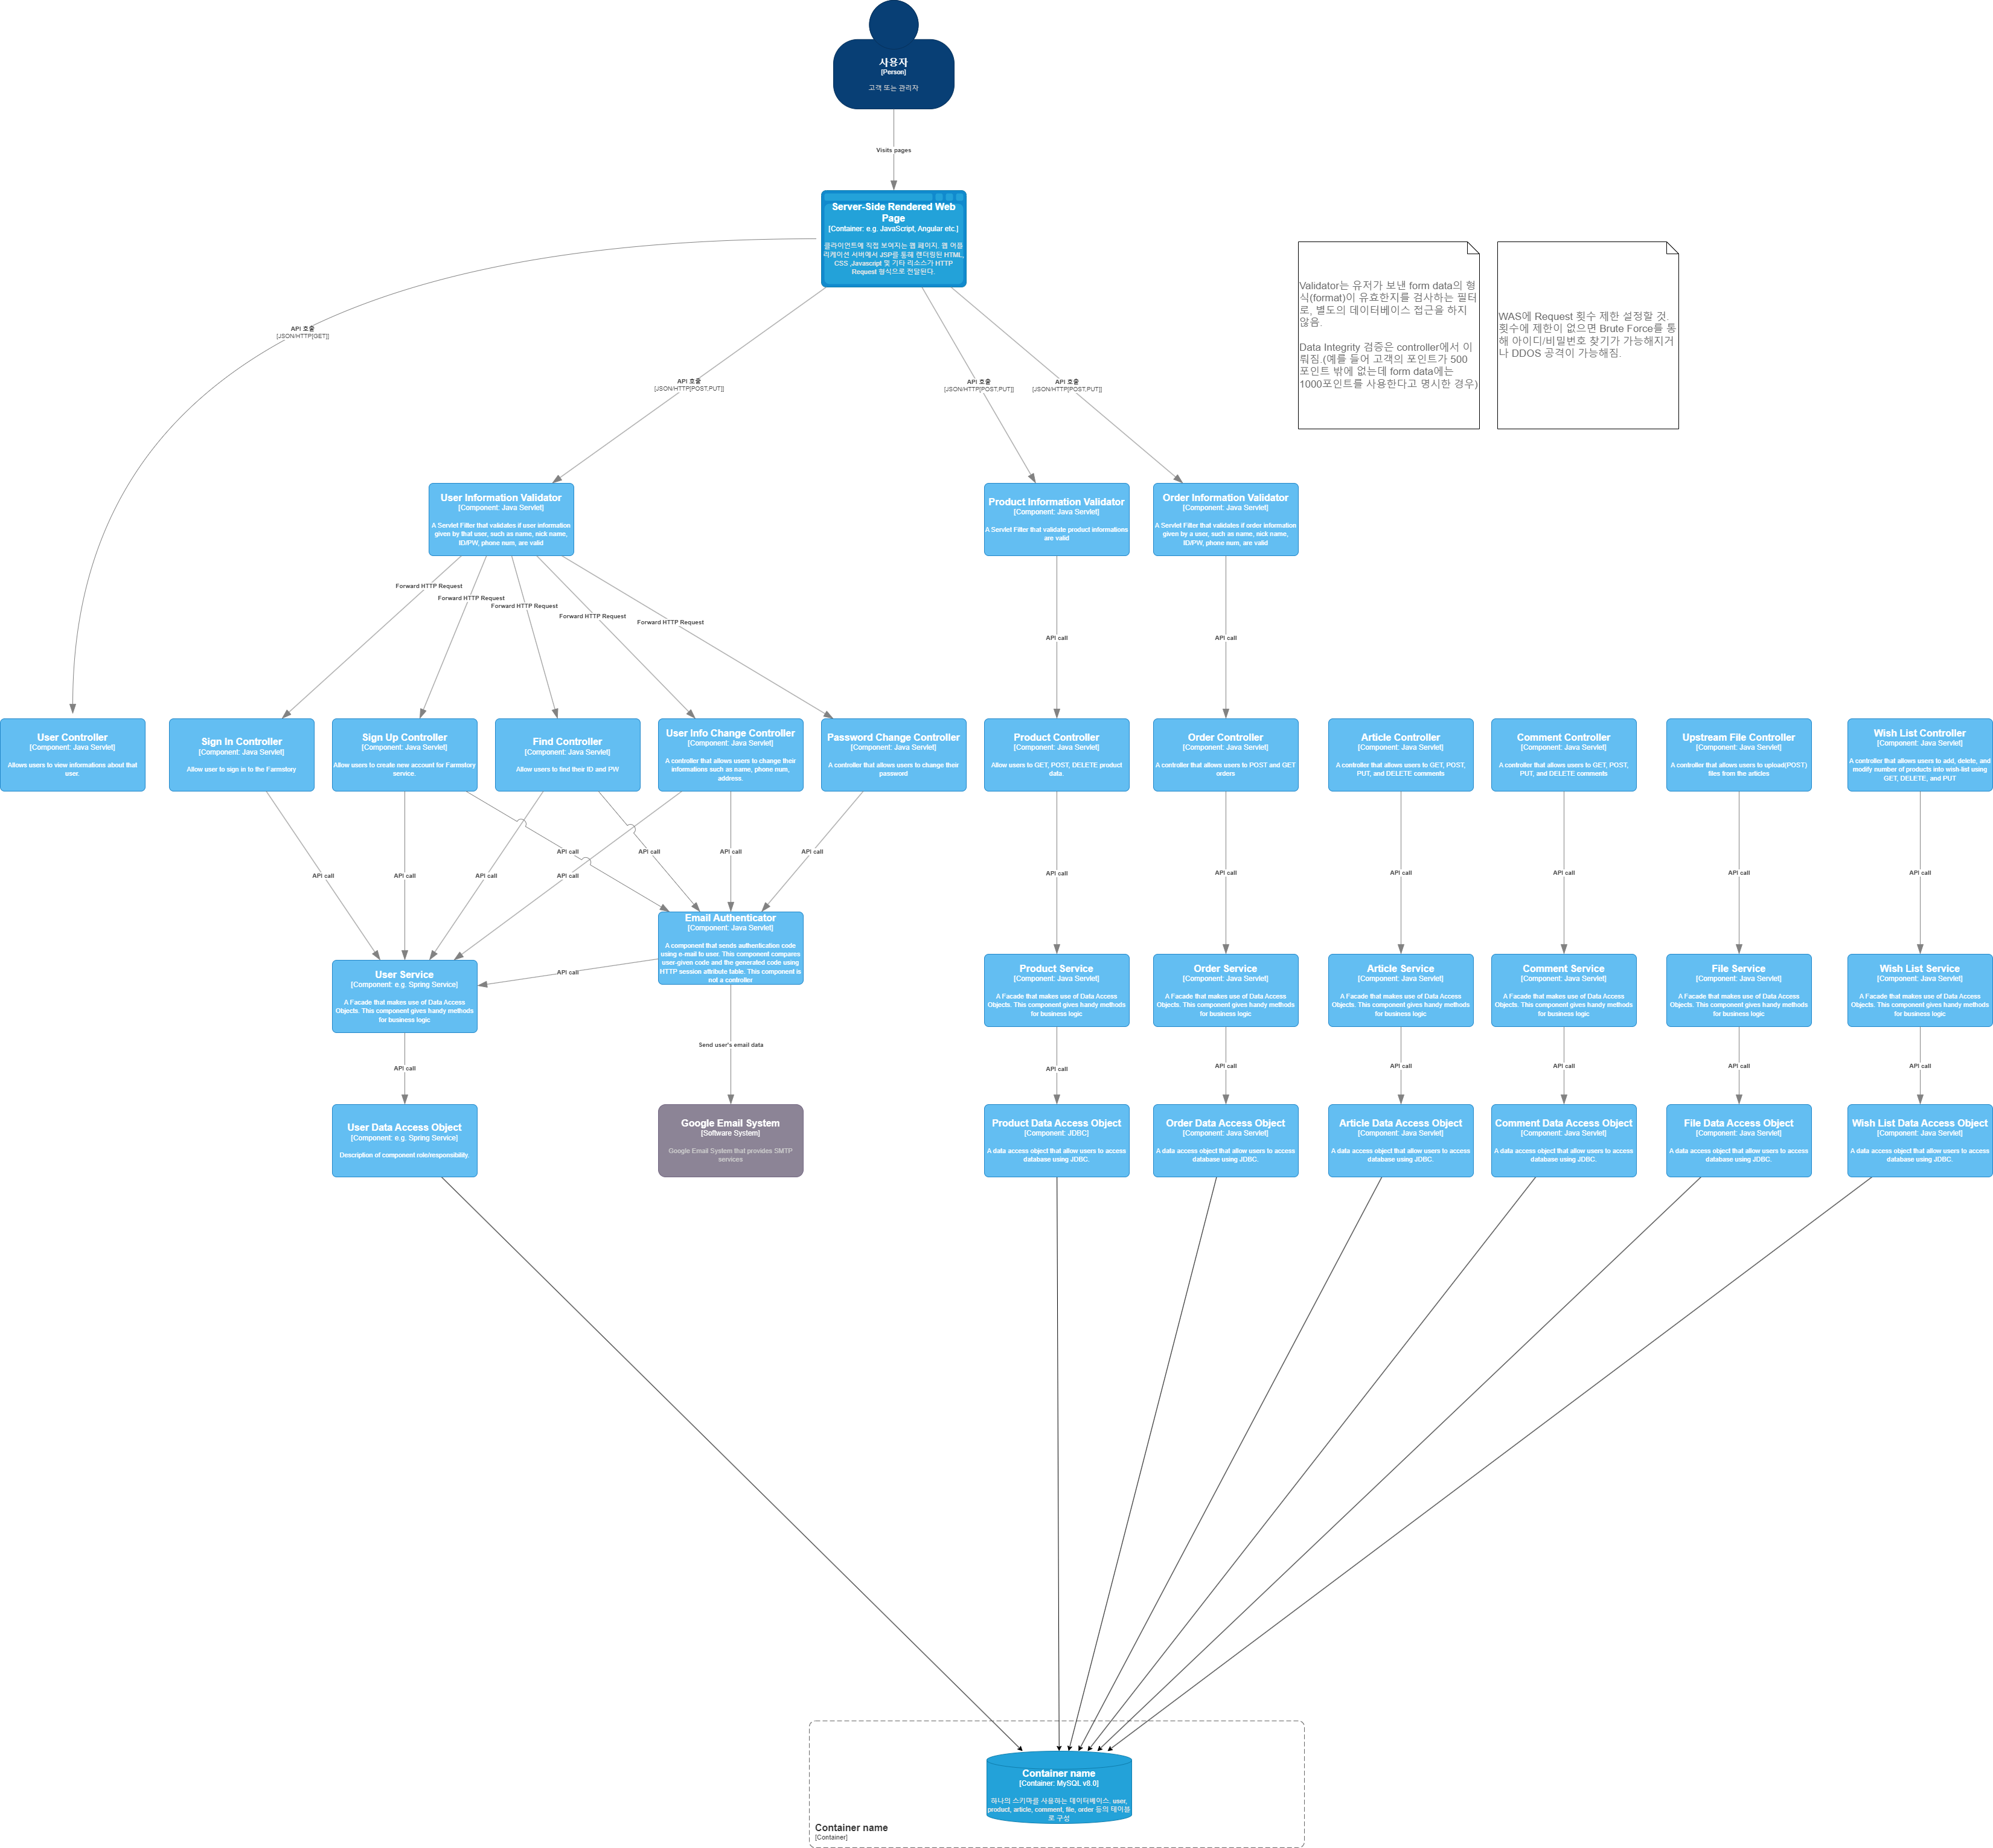 사용자
[Person]
고객 또는 관리자
Visits pages
Server-Side Rendered Web
Page
[Container: e.g. JavaScript, Angular etc.]
클라이언트에 직접 보여지는 웹 페이지. 웹 어플
리케이션 서버에서 JSP를 통해 렌더링된 HTML,
CSS ,Javascript 및 기타 리소스가 HTTP
Request 형식으로 전달된다.
Validator는 유저가 보낸 form data의 형
식(format)이 유효한지를 검사하는 필터
로, 별도의 데이터베이스 접근을 하지
않음.
Data Integrity 검증은 controller에서 이
뤄짐.(예를 들어 고객의 포인트가 500
포인트 밖에 없는데 form data에는
1000포인트를 사용한다고 명시한 경우)
WAS에 Request 횟수 제한 설정할 것.
횟수에 제한이 없으면 Brute Force를 통
해 아이디/비밀번호 찾기가 가능해지거
나 DDOS 공격이 가능해짐.
API 호출
[JSON/HTTP[GET]]
API 호출
[JSON/HTTP[POST,PUT]]
API 호출
[JSON/HTTP[POST,PUT]]
API 호출
[JSON/HTTP[POST,PUT]]
User Information Validator
[Component: Java Servlet]
A Servlet Filter that validates if user information
given by that user, such as name, nick name,
ID/PW, phone num, are valid
Product Information Validator
[Component: Java Servlet]
A Servlet Filter that validate product informations
are valid
Order Information Validator
[Component: Java Servlet]
A Servlet Filter that validates if order information
given by a user, such as name, nick name,
ID/PW, phone num, are valid
Forward HTTP Request
Forward HTTP Request
Forward HTTP Request
Forward HTTP Request
Forward HTTP Request
API call
API call
User Controller
[Component: Java Servlet]
Allows users to view informations about that
user.
Sign In Controller
[Component: Java Servlet]
Allow user to sign in to the Farmstory
Sign Up Controller
[Component: Java Servlet]
Allow users to create new account for Farmstory
service.
Find Controller
[Component: Java Servlet]
Allow users to find their ID and PW
User Info Change Controller
[Component: Java Servlet]
A controller that allows users to change their
informations such as name, phone num,
address.
Password Change Controller
[Component: Java Servlet]
A controller that allows users to change their
password
Product Controller
[Component: Java Servlet]
Allow users to GET, POST, DELETE product
data.
Order Controller
[Component: Java Servlet]
A controller that allows users to POST and GET
orders
Article Controller
[Component: Java Servlet]
A controller that allows users to GET, POST,
PUT, and DELETE comments
Comment Controller
[Component: Java Servlet]
A controller that allows users to GET, POST,
PUT, and DELETE comments
Upstream File Controller
[Component: Java Servlet]
A controller that allows users to upload(POST)
files from the articles
Wish List Controller
[Component: Java Servlet]
A controller that allows users to add, delete, and
modify number of products into wish-list using
GET, DELETE, and PUT
API call
API call
API call
API call
API call
API call
API call
API call
API call
API call
API call
API call
API call
API call
Email Authenticator
[Component: Java Servlet]
A component that sends authentication code
using e-mail to user. This component compares
user-given code and the generated code using
HTTP session attribute table. This component is
not a controller
API call
User Service
[Component: e.g. Spring Service]
A Facade that makes use of Data Access
Objects. This component gives handy methods
for business logic
Product Service
[Component: Java Servlet]
A Facade that makes use of Data Access
Objects. This component gives handy methods
for business logic
Order Service
[Component: Java Servlet]
A Facade that makes use of Data Access
Objects. This component gives handy methods
for business logic
Article Service
[Component: Java Servlet]
A Facade that makes use of Data Access
Objects. This component gives handy methods
for business logic
Comment Service
[Component: Java Servlet]
A Facade that makes use of Data Access
Objects. This component gives handy methods
for business logic
File Service
[Component: Java Servlet]
A Facade that makes use of Data Access
Objects. This component gives handy methods
for business logic
Wish List Service
[Component: Java Servlet]
A Facade that makes use of Data Access
Objects. This component gives handy methods
for business logic
Send user's email data
API call
API call
API call
API call
API call
API call
API call
User Data Access Object
[Component: e.g. Spring Service]
Description of component role/responsibility.
Google Email System
[Software System]
Google Email System that provides SMTP
services
Product Data Access Object
[Component: JDBC]
A data access object that allow users to access
database using JDBC.
Order Data Access Object
[Component: Java Servlet]
A data access object that allow users to access
database using JDBC.
Article Data Access Object
[Component: Java Servlet]
A data access object that allow users to access
database using JDBC.
Comment Data Access Object
[Component: Java Servlet]
A data access object that allow users to access
database using JDBC.
File Data Access Object
[Component: Java Servlet]
A data access object that allow users to access
database using JDBC.
Wish List Data Access Object
[Component: Java Servlet]
A data access object that allow users to access
database using JDBC.
Container name
[Container: MySQL v8.0]
하나의 스키마를 사용하는 데이터베이스. user,
product, article, comment, file, order 등의 테이블
로 구성
Container name
[Container]